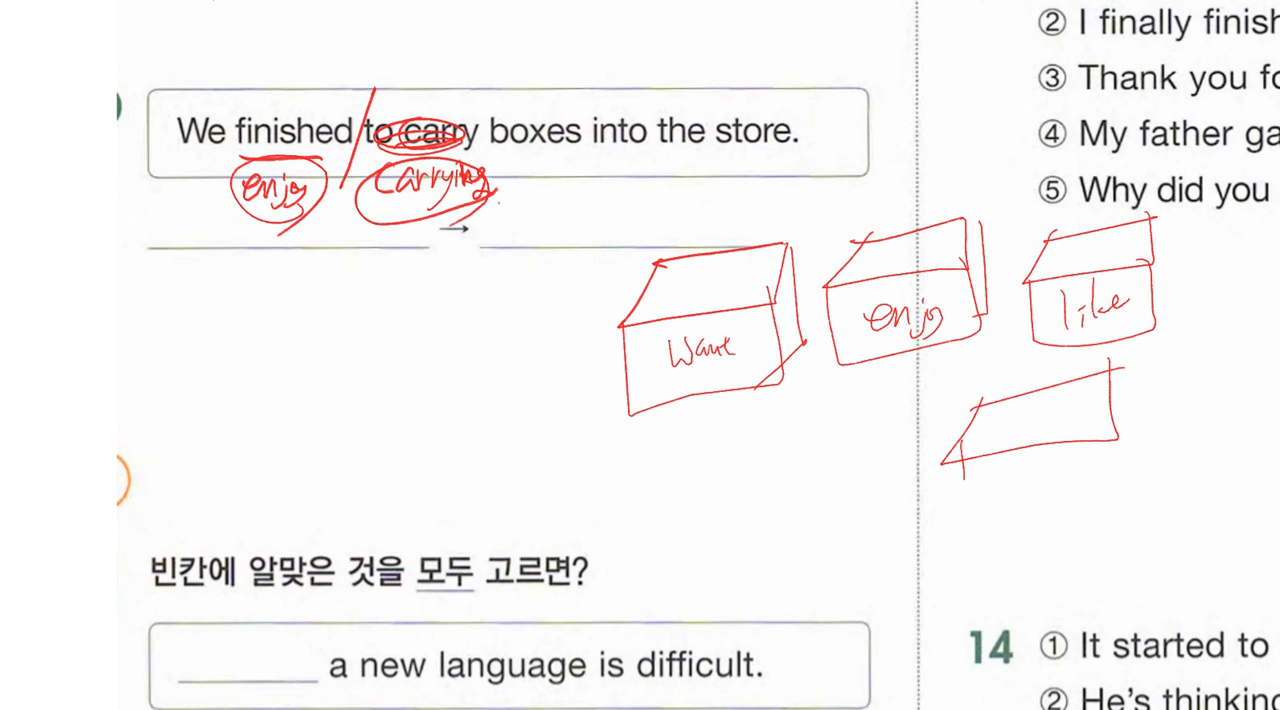 We finished to carry boxes into the store.
enjoy
carrying
→
want
enjoy
like
빈칸에 알맞은 것을 모두 고르면?
________ a new language is difficult.
② I finally finish
③ Thank you fo
④ My father ga
⑤ Why did you
14 ① It started to
② He's thinking